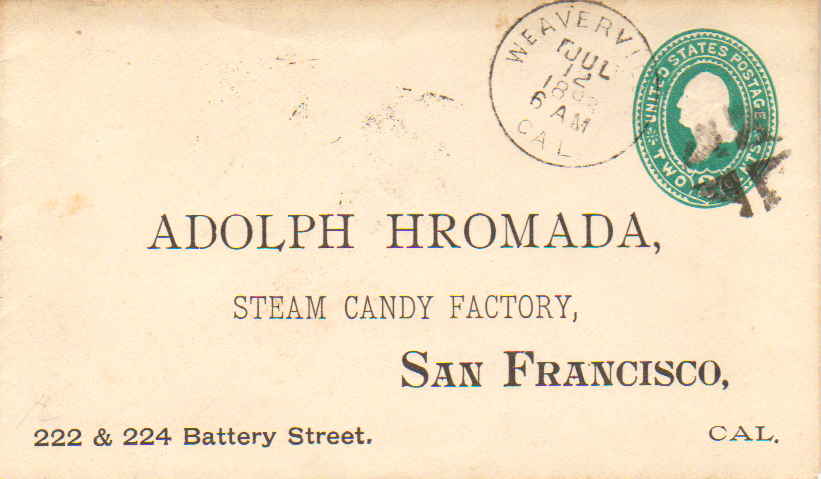 WEAVERVI
JUL
12
6 AM
CAL
UNITED STATES POSTAGE
TWO
ADOLPH HROMADA,
STEAM CANDY FACTORY,
SAN FRANCISCO,
222 & 224 Battery Street.
CAL.